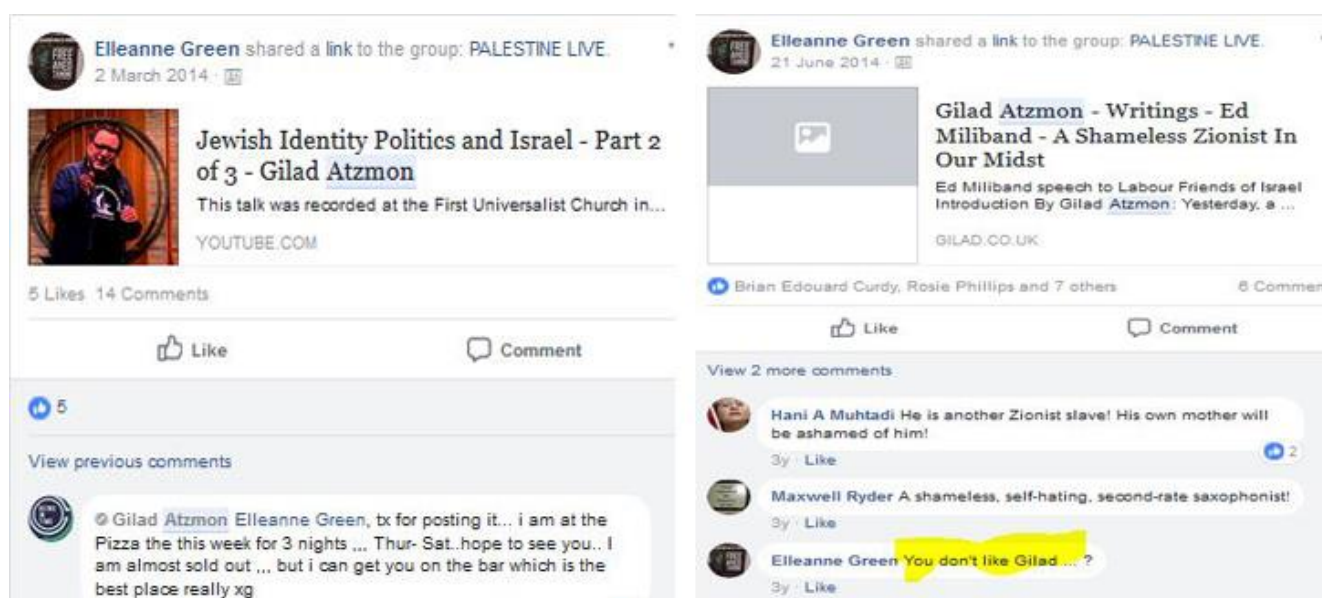 Elleanne Green shared a link to the group: PALESTINE LIVE.
2 March 2014 ·
Jewish Identity Politics and Israel - Part 2
of 3 - Gilad Atzmon
This talk was recorded at the First Universalist Church in...
YOUTUBE.COM
5 Likes 14 Comments
Like Comment
5
View previous comments
Gilad Atzmon Elleanne Green, tx for posting it... i am at the
Pizza the this week for 3 nights ,,, Thur- Sat..hope to see you.. I
am almost sold out ,,, but i can get you on the bar which is the
best place really xg
Elleanne Green shared a link to the group: PALESTINE LIVE.
21 June 2014 ·
Gilad Atzmon - Writings - Ed
Miliband - A Shameless Zionist In
Our Midst
Ed Miliband speech to Labour Friends of Israel
Introduction By Gilad Atzmon: Yesterday, a ...
GILAD.CO.UK
Brian Edouard Curdy, Rosie Phillips and 7 others 6 Commen
Like Comment
View 2 more comments
Hani A Muhtadi He is another Zionist slave! His own mother will
be ashamed of him!
2
3y · Like
Maxwell Ryder A shameless, self-hating, second-rate saxophonist!
3y · Like
Elleanne Green You don't like Gilad ... ?
3y · Like